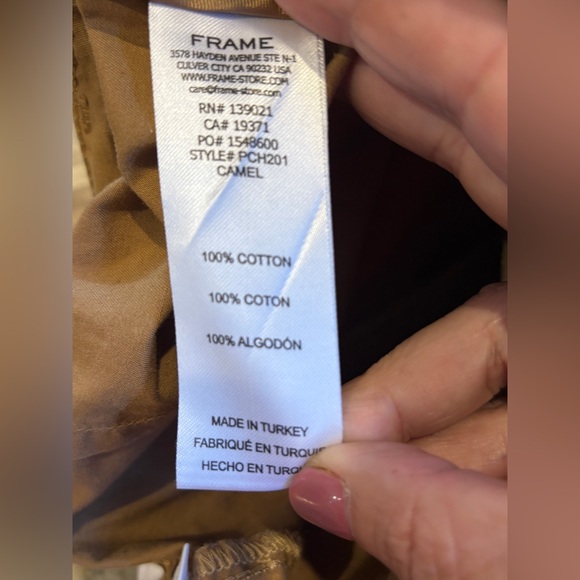 FRAME
3578 HAYDEN AVENUE STE N-1
CULVER CITY CA 90232 USA
WWW.FRAME-STORE.COM
care@frame-store.com
RN# 139021
CA# 19371
PO# 1548600
STYLE# PCH201
CAMEL
100% COTTON
100% COTON
100% ALGODÓN
MADE IN TURKEY
FABRIQUÉ EN TURQUIE
HECHO EN